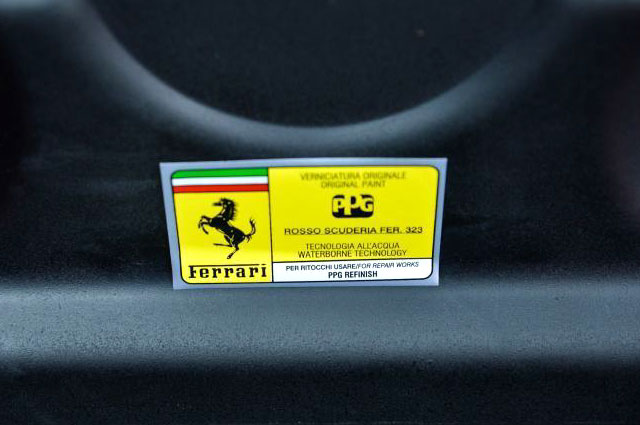 VERNICIATURA ORIGINALE
ORIGINAL PAINT
PPG
ROSSO SCUDERIA FER. 323
TECNOLOGIA ALL'ACQUA
WATERBORNE TECHNOLOGY
Ferrari
PER RITOCCHI USARE/FOR REPAIR WORKS
PPG REFINISH